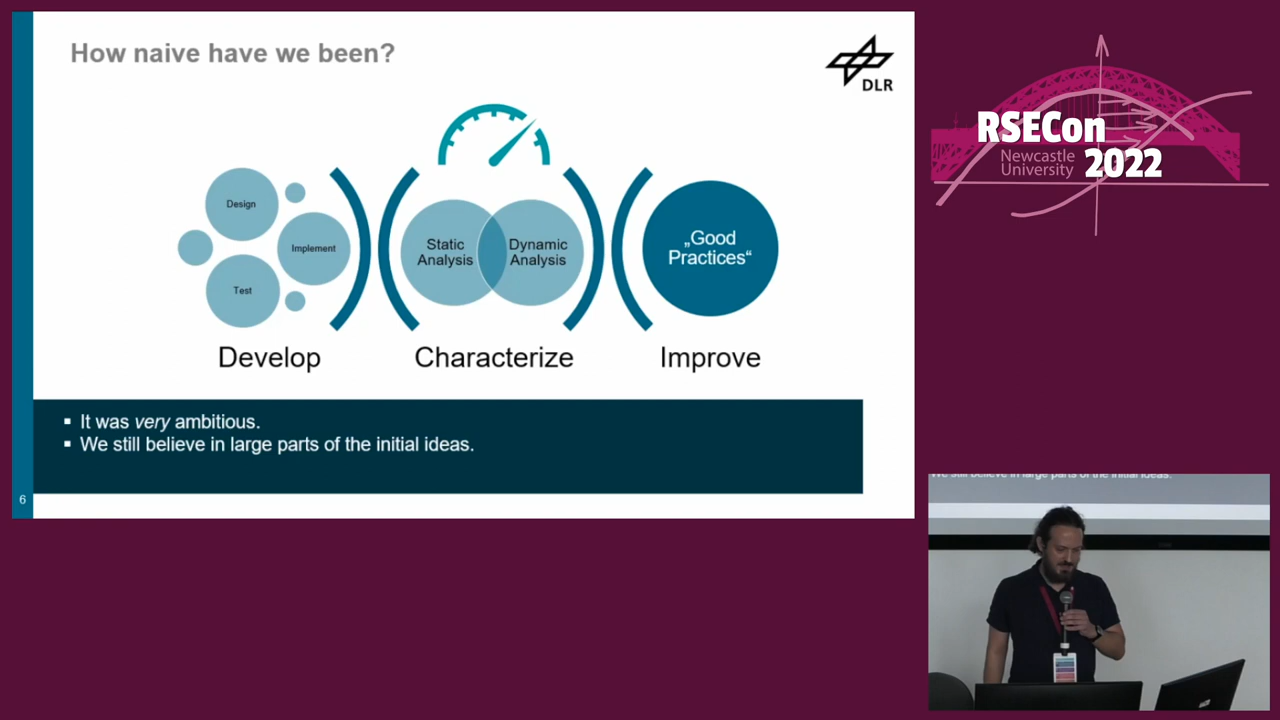 How naive have we been?
DLR
Design
Implement
Test
Static
Analysis
Dynamic
Analysis
„Good
Practices“
Develop
Characterize
Improve
▪ It was very ambitious.
▪ We still believe in large parts of the initial ideas.
6
RSECon
Newcastle
University
2022
We still believe in large parts of the initial ideas.